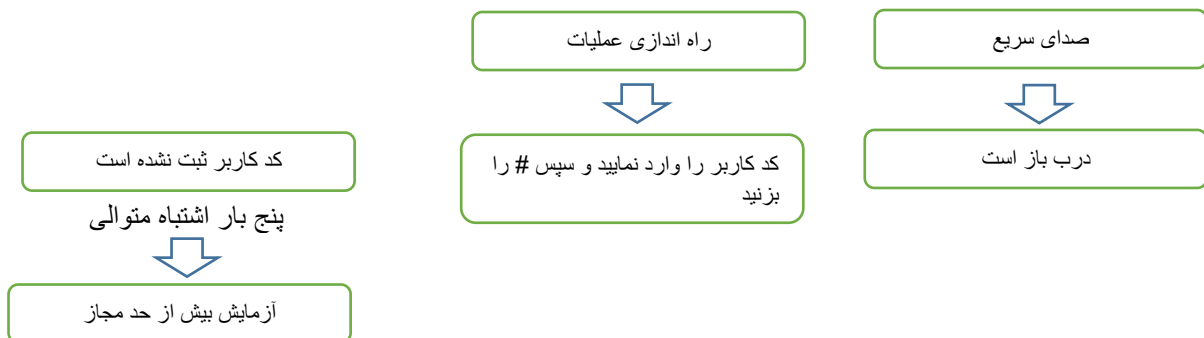 صدای سریع
درب باز است
راه اندازی عملیات
کد کاربر را وارد نمایید و سپس # را
بزنید
کد کاربر ثبت نشده است
پنج بار اشتباه متوالی
آزمایش بیش از حد مجاز